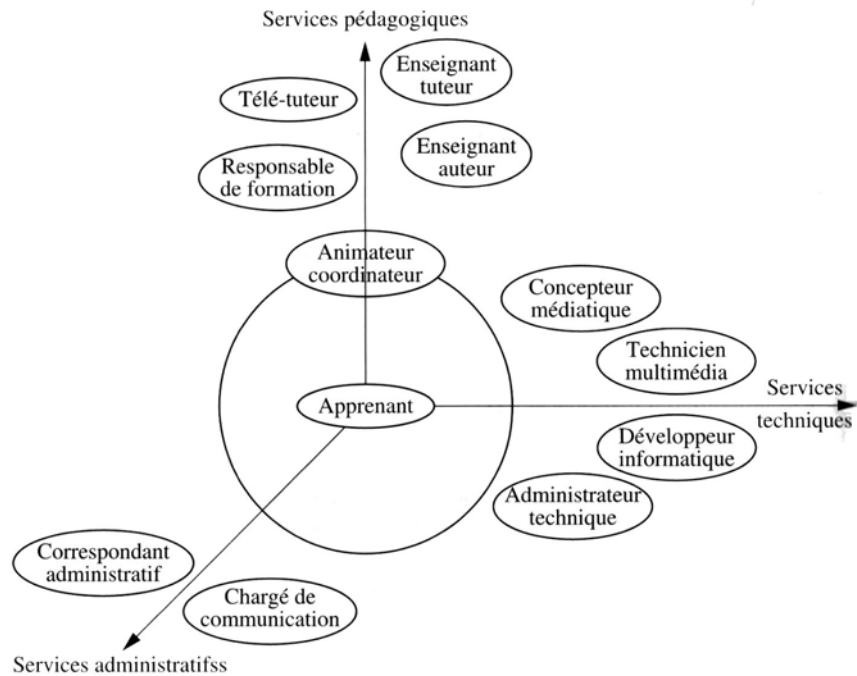 Services pédagogiques
Enseignant
tuteur
Télé-tuteur
Enseignant
auteur
Responsable
de formation
Animateur
coordinateur
Concepteur
médiatique
Technicien
multimédia
Apprenant
Services
techniques
Développeur
informatique
Administrateur
technique
Correspondant
administratif
Chargé de
communication
Services administratifss